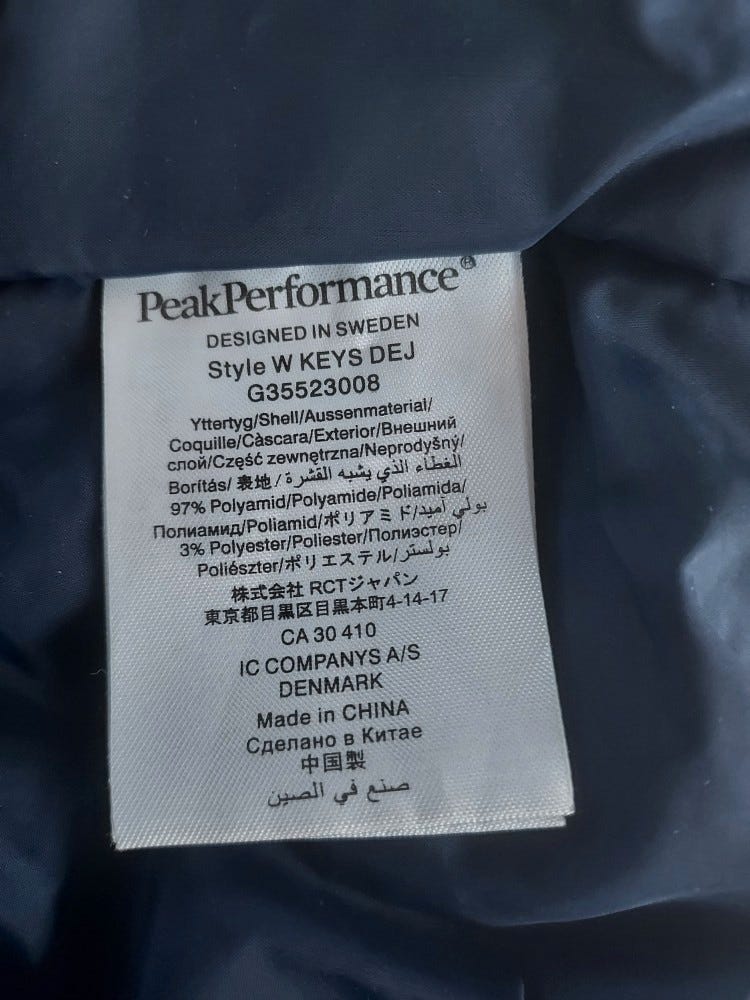 PeakPerformance®
DESIGNED IN SWEDEN
Style W KEYS DEJ
G35523008
Yttertyg/Shell/Aussenmaterial/
Coquille/Càscara/Exterior/Внешний
слой/Część zewnętrzna/Neprodyšný/
Borítás/ 表地 / الغطاء الذي يشبه القشرة/
97% Polyamid/Polyamide/Poliamida/
Полиамид/Poliamid/ポリアミド/بولي أميد/
3% Polyester/Poliester/Полиэстер/
Poliészter/ポリエステル/بولستر
株式会社 RCTジャパン
東京都目黒区目黒本町4-14-17
CA 30 410
IC COMPANYS A/S
DENMARK
Made in CHINA
Сделано в Китае
中国製
صنع في الصين